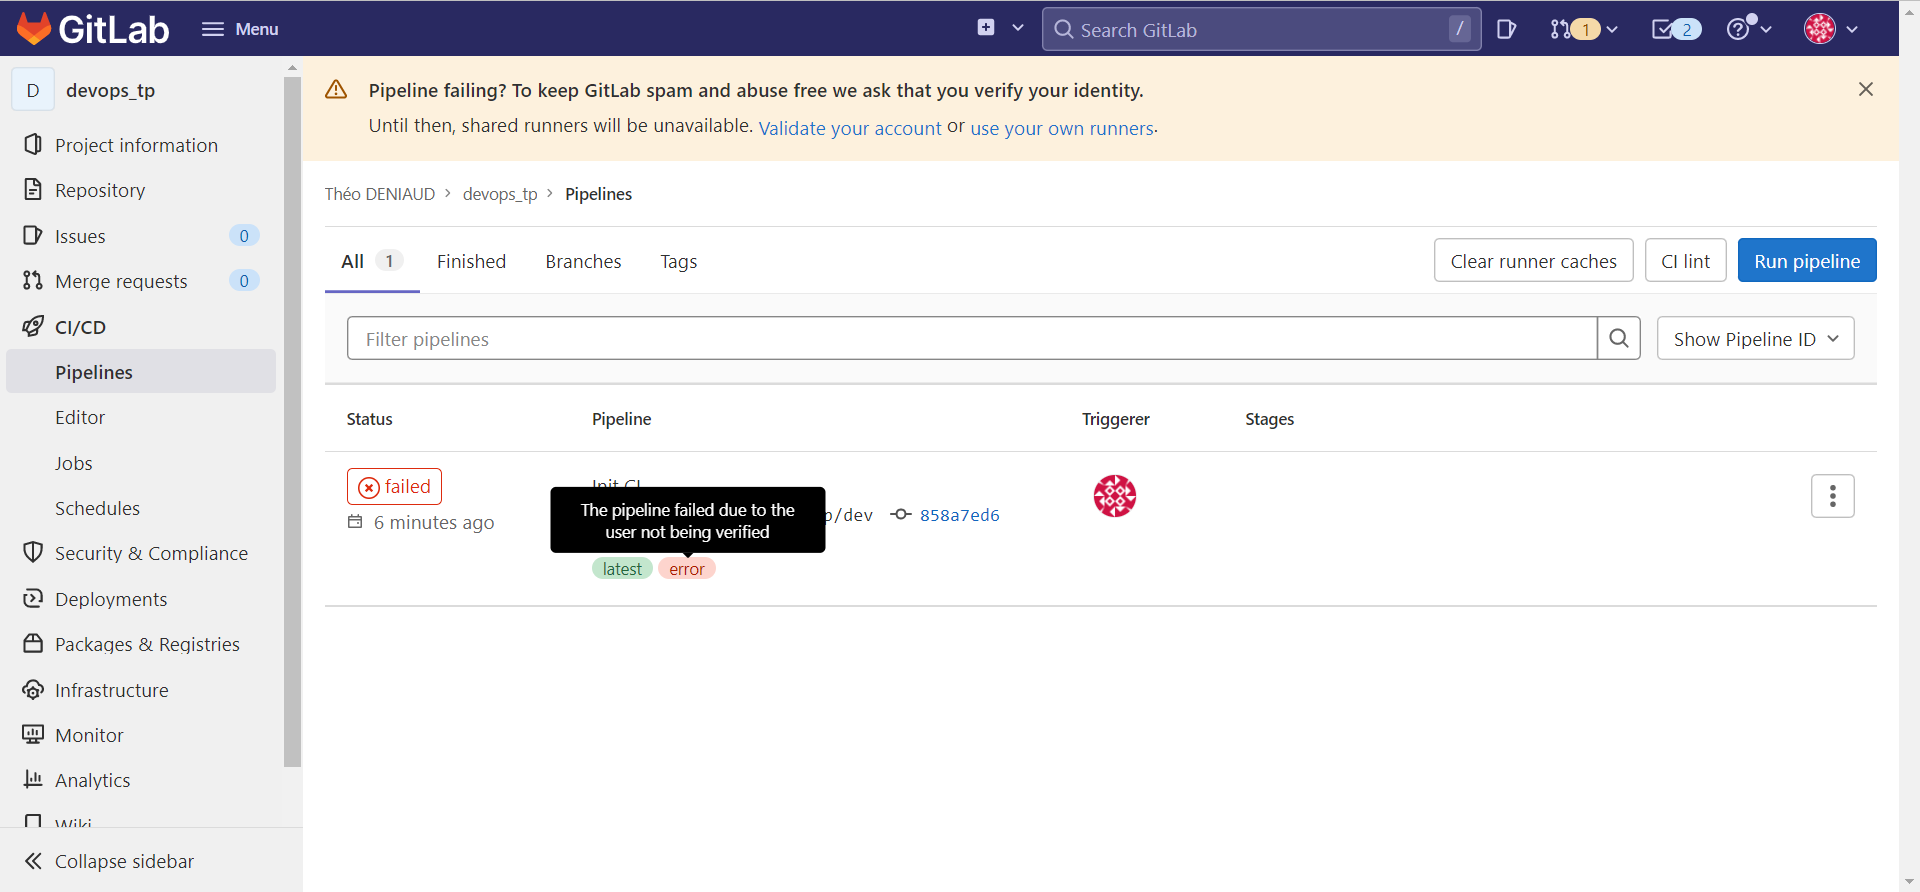 GitLab
Menu
Search GitLab
/
1
2
D
devops_tp
Project information
Repository
Issues
0
Merge requests
0
CI/CD
Pipelines
Editor
Jobs
Schedules
Security & Compliance
Deployments
Packages & Registries
Infrastructure
Monitor
Analytics
Wiki
Collapse sidebar
Pipeline failing? To keep GitLab spam and abuse free we ask that you verify your identity.
Until then, shared runners will be unavailable. Validate your account or use your own runners.
Théo DENIAUD > devops_tp > Pipelines
All 1
Finished
Branches
Tags
Clear runner caches
CI lint
Run pipeline
Filter pipelines
Show Pipeline ID
Status
Pipeline
Triggerer
Stages
failed
6 minutes ago
Init CI
The pipeline failed due to the
user not being verified
p/dev
858a7ed6
latest
error